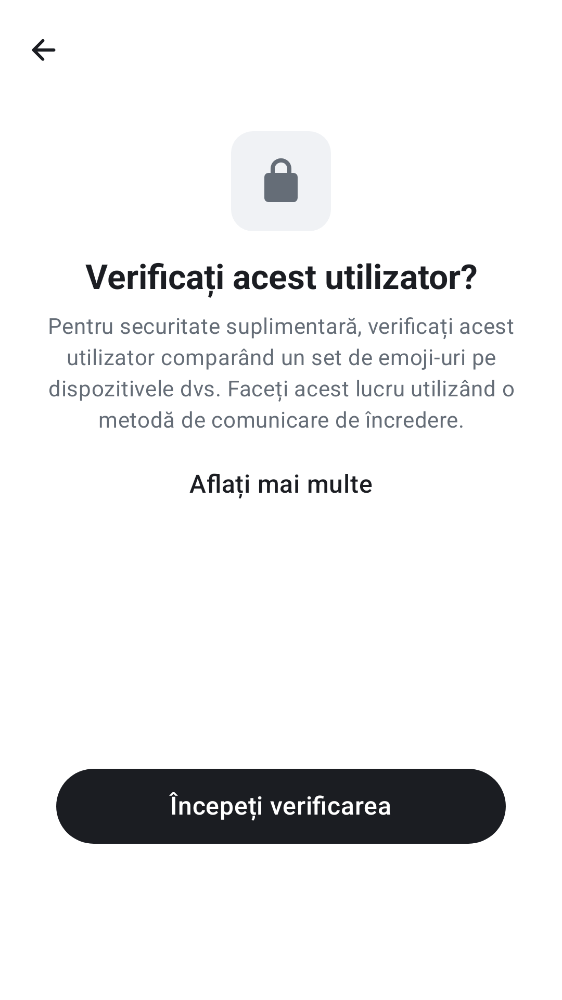 Verificați acest utilizator?
Pentru securitate suplimentară, verificați acest
utilizator comparând un set de emoji-uri pe
dispozitivele dvs. Faceți acest lucru utilizând o
metodă de comunicare de încredere.
Aflați mai multe
Începeți verificarea